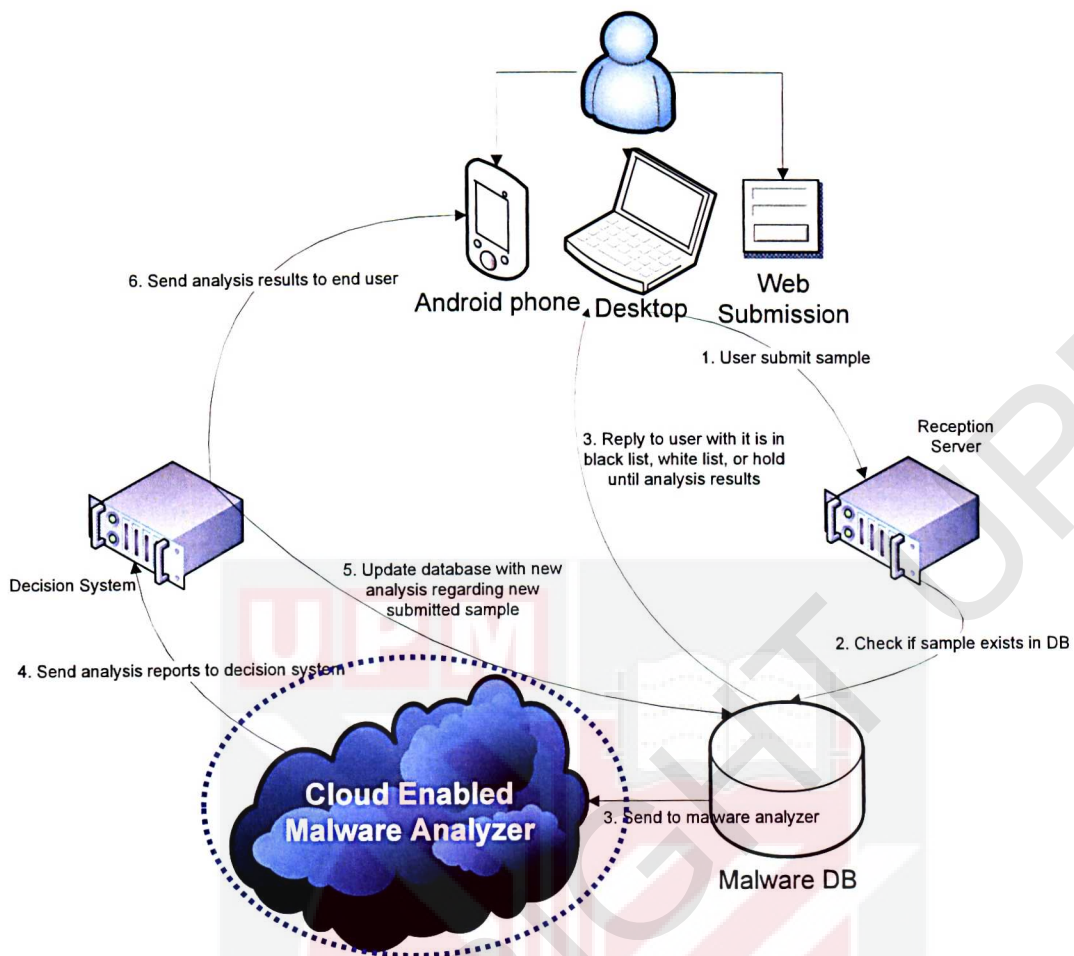 Android phone
Desktop
Web
Submission
6. Send analysis results to end user
1. User submit sample
Reception
Server
3. Reply to user with it is in
black list, white list, or hold
until analysis results
Decision System
5. Update database with new
analysis regarding new
submitted sample
2. Check if sample exists in DB
4. Send analysis reports to decision system
Cloud Enabled
Malware Analyzer
3. Send to malware analyzer
Malware DB
UPM